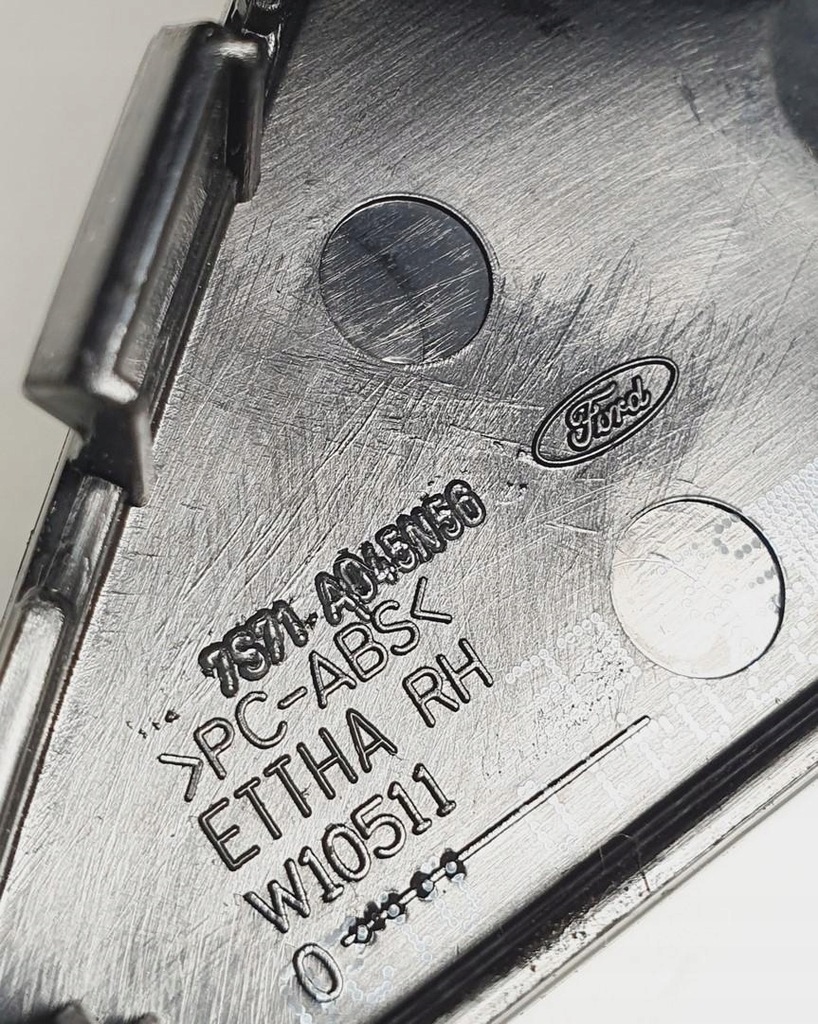 Ford
7S71-A045N56
>PC-ABS<
ETTHA RH
W10511
0